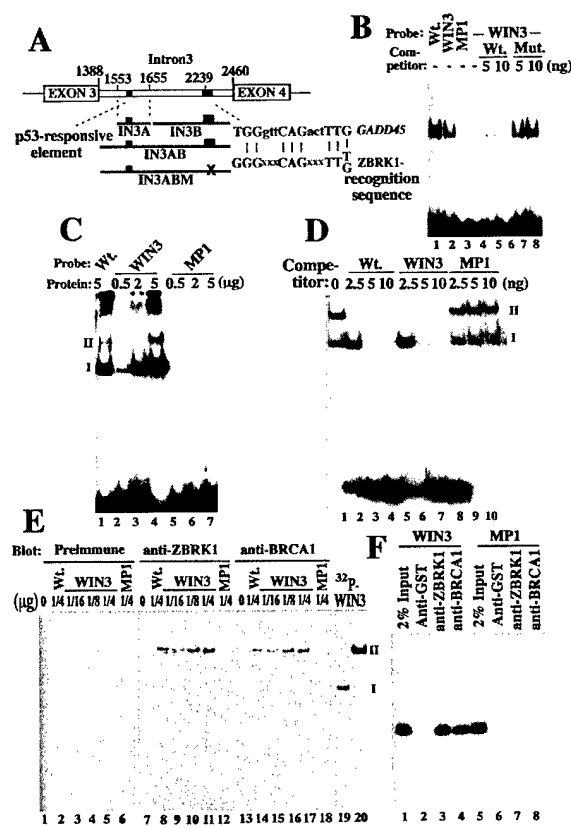 A
Intron3
1388 1553 1655 2239 2460
EXON 3 EXON 4
p53-responsive element
IN3A IN3B
IN3AB
IN3ABM
X
TGGgttCAGactTTG GADD45
GGGxxxCAGxxxTT
T
G
ZBRK1-recognition sequence
B
Probe: Wt. WIN3 MP1 – WIN3 –
Competitor: - - - Wt. Mut.
5 10 5 10 (ng)
1 2 3 4 5 6 7 8
C
Probe: Wt. WIN3 MP1
Protein: 5 0.5 2 5 0.5 2 5 (µg)
II
I
1 2 3 4 5 6 7
D
Competitor: Wt. WIN3 MP1
0 2.5 5 10 2.5 5 10 2.5 5 10 (ng)
II
I
1 2 3 4 5 6 7 8 9 10
E
Blot: Preimmune anti-ZBRK1 anti-BRCA1 32p-WIN3
Wt. WIN3 MP1 Wt. WIN3 MP1 Wt. WIN3 MP1
(µg) 0 1/4 1/16 1/8 1/4 1/4 0 1/4 1/16 1/8 1/4 1/4 0 1/4 1/16 1/8 1/4 1/4
II
I
1 2 3 4 5 6 7 8 9 10 11 12 13 14 15 16 17 18 19 20
F
WIN3 MP1
2% Input Anti-GST anti-ZBRK1 anti-BRCA1 2% Input Anti-GST anti-ZBRK1 anti-BRCA1
1 2 3 4 5 6 7 8